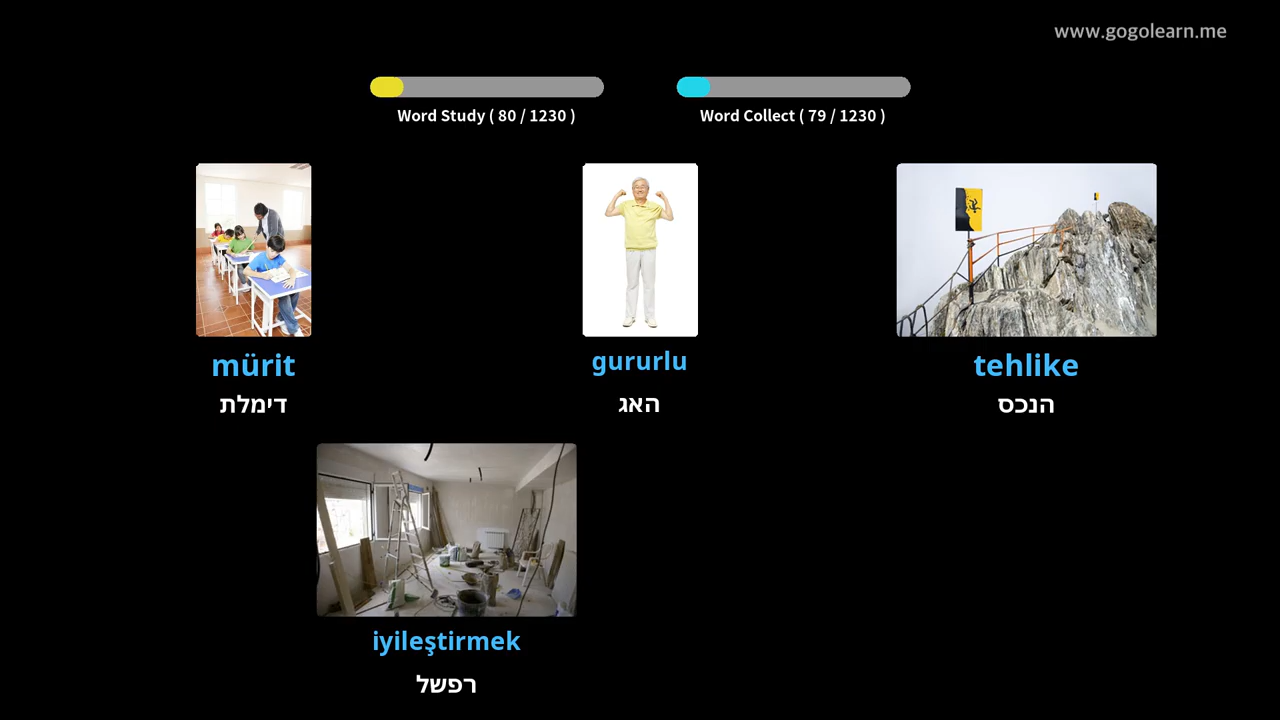 www.gogolearn.me
Word Study ( 80 / 1230 )
Word Collect ( 79 / 1230 )
mürit
דימלת
gururlu
האג
tehlike
הנכס
iyileştirmek
רפשל